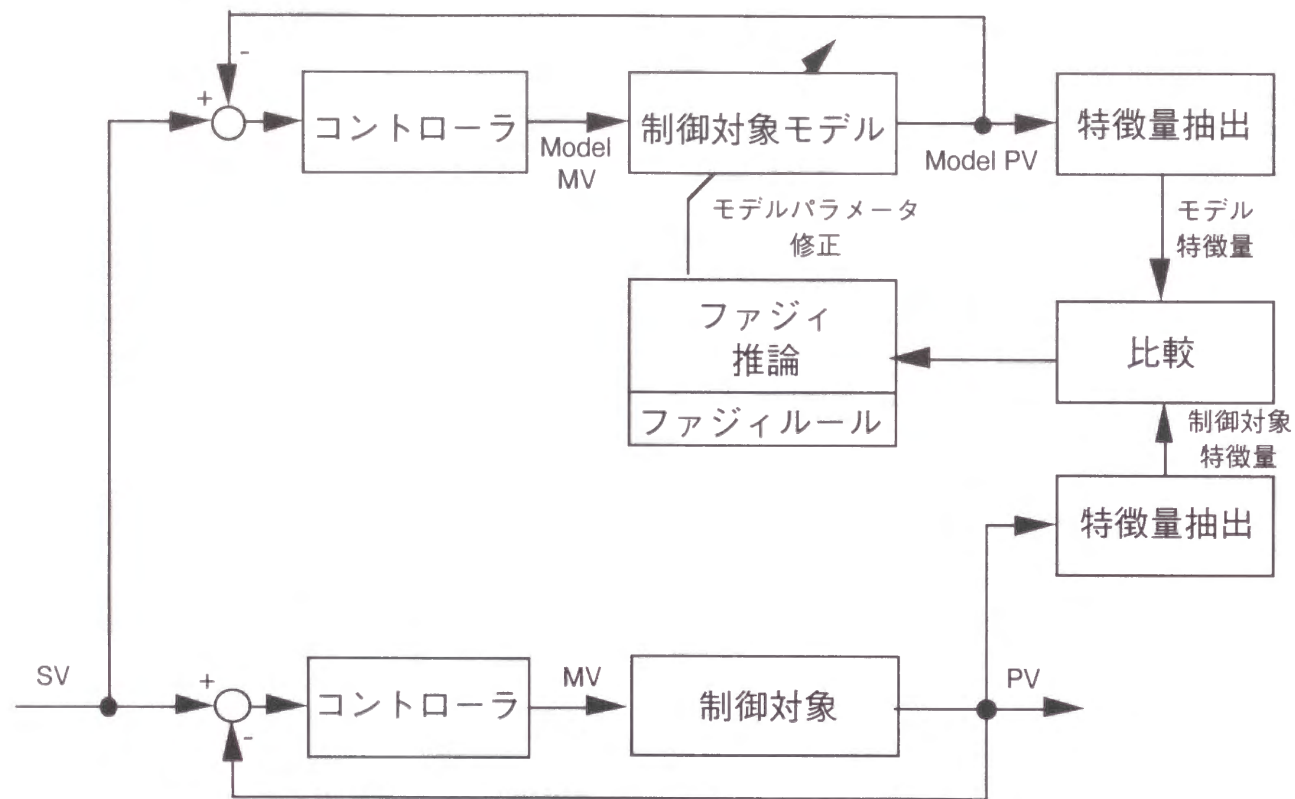 -
+
コントローラ
Model
MV
制御対象モデル
Model PV
特徴量抽出
モデルパラメータ
修正
モデル
特徴量
ファジィ
推論
ファジィルール
比較
制御対象
特徴量
特徴量抽出
SV
+
-
コントローラ
MV
制御対象
PV